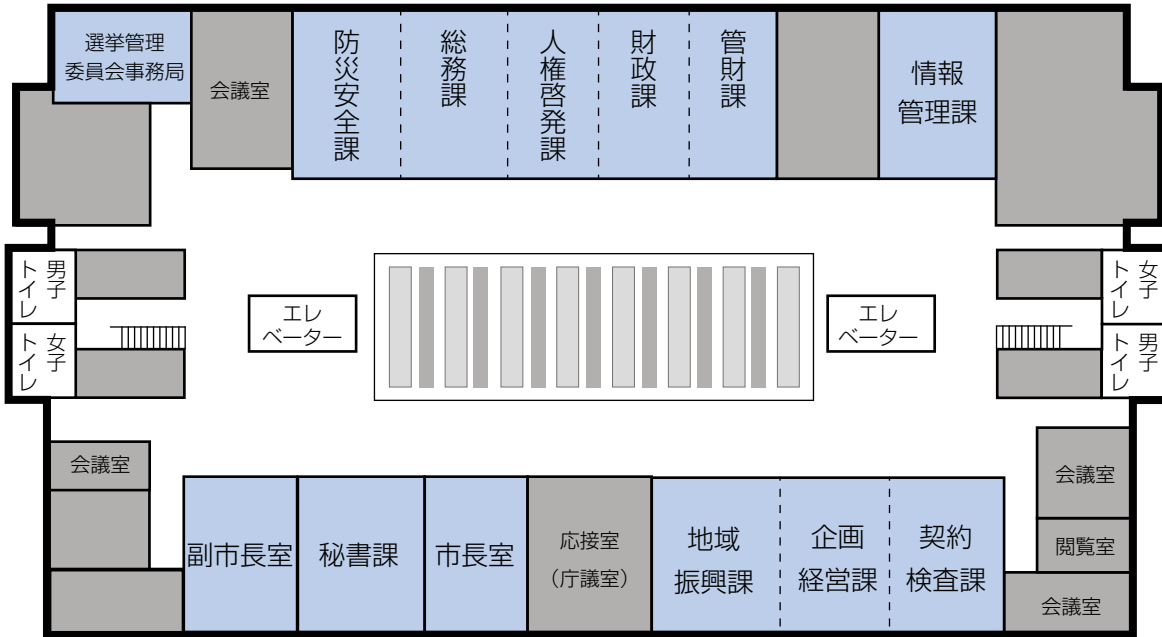 選挙管理
委員会事務局
会議室
防災安全課
総務課
人権啓発課
財政課
管財課
情報
管理課
男子
トイレ
女子
トイレ
エレ
ベーター
エレ
ベーター
女子
トイレ
男子
トイレ
会議室
副市長室
秘書課
市長室
応接室
（庁議室）
地域
振興課
企画
経営課
契約
検査課
会議室
閲覧室
会議室